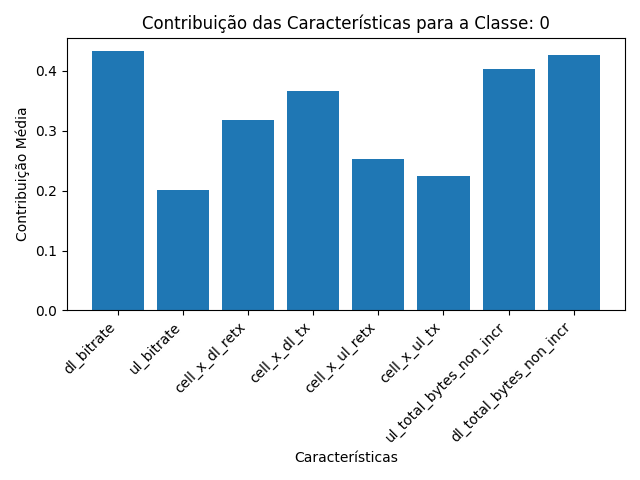 Contribuição das Características para a Classe: 0
Contribuição Média
0.4
0.3
0.2
0.1
0.0
dl_bitrate
ul_bitrate
cell_x_dl_retx
cell_x_dl_tx
cell_x_ul_retx
cell_x_ul_tx
ul_total_bytes_non_incr
dl_total_bytes_non_incr
Características